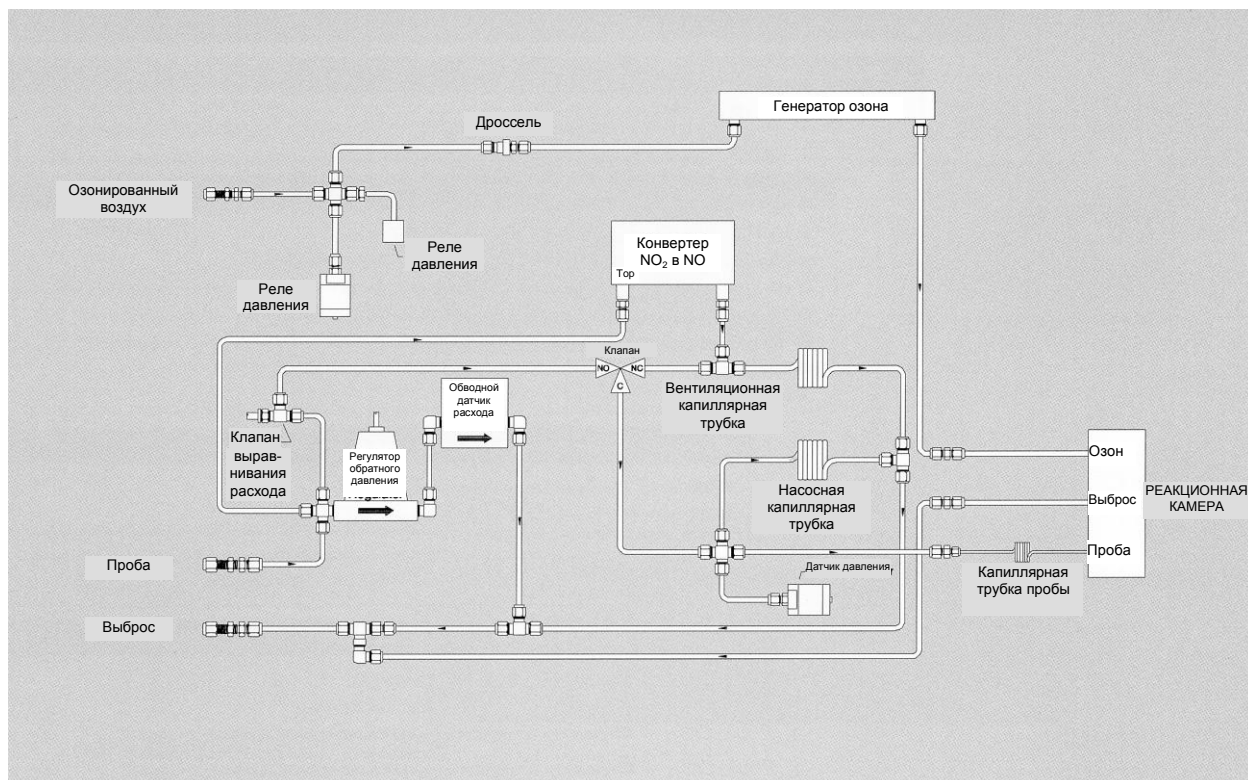 Генератор озона
Дроссель
Озонированный
воздух
Реле
давления
Реле
давления
Конвертер
NO₂ в NO
Top
Клапан
NO
NC
C
Вентиляционная
капиллярная
трубка
Обводной
датчик
расхода
Клапан
вырав-
нивания
расхода
Регулятор
обратного
давления
Насосная
капиллярная
трубка
Озон
Выброс
Проба
РЕАКЦИОННАЯ
КАМЕРА
Проба
Датчик давления
Капиллярная
трубка пробы
Выброс